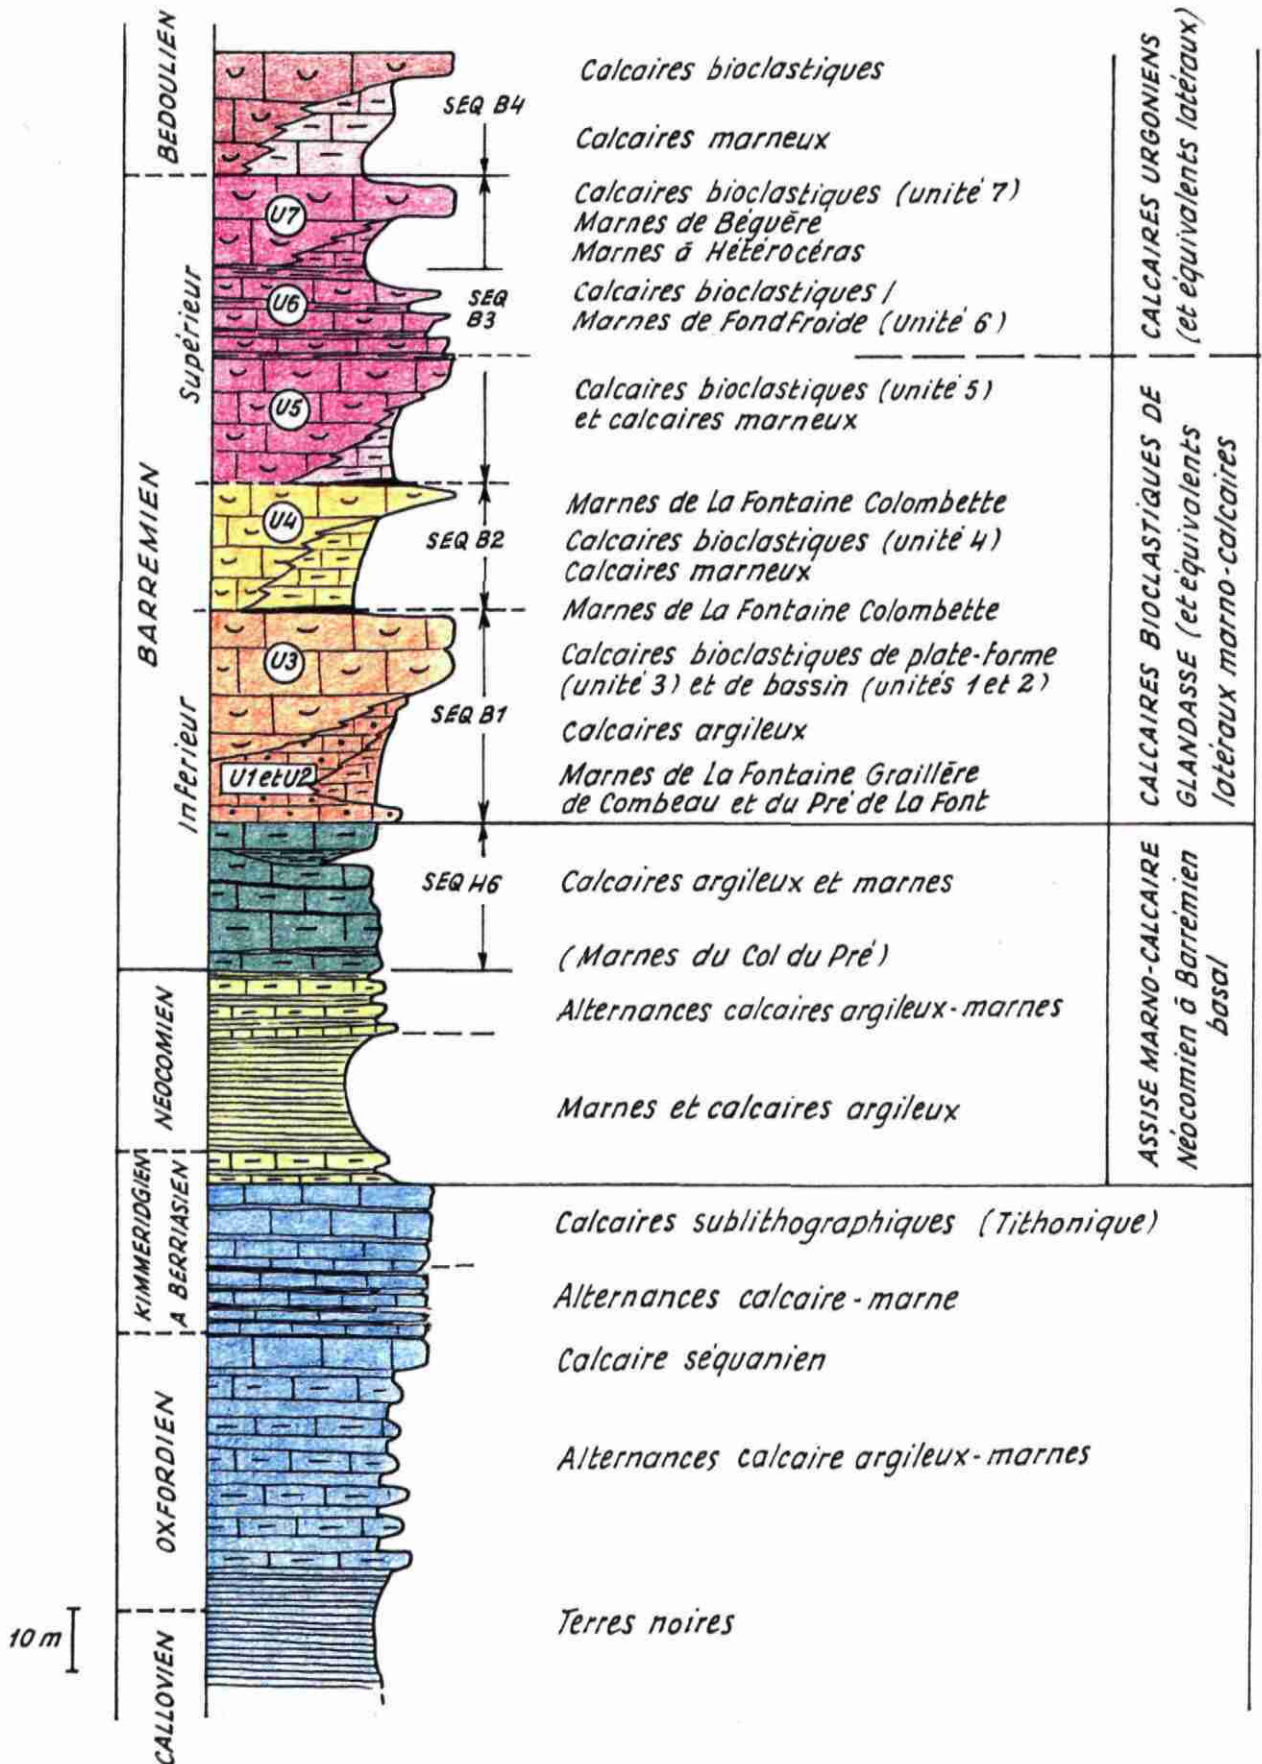 BEDOULIEN
BARREMIEN
Supérieur
Inférieur
NEOCOMIEN
KIMMERIDGIEN
A BERRIASIEN
OXFORDIEN
CALLOVIEN
10 m
U7
U6
U5
U4
U3
U1 et U2
SEQ B4
SEQ
B3
SEQ B2
SEQ B1
SEQ H6
Calcaires bioclastiques
Calcaires marneux
Calcaires bioclastiques (unité 7)
Marnes de Béguère
Marnes à Hétérocéras
Calcaires bioclastiques /
Marnes de Fondfroide (unité 6)
Calcaires bioclastiques (unité 5)
et calcaires marneux
Marnes de La Fontaine Colombette
Calcaires bioclastiques (unité 4)
Calcaires marneux
Marnes de La Fontaine Colombette
Calcaires bioclastiques de plate-forme
(unité 3) et de bassin (unités 1 et 2)
Calcaires argileux
Marnes de La Fontaine Graillère
de Combeau et du Pré de La Font
Calcaires argileux et marnes
(Marnes du Col du Pré)
Alternances calcaires argileux-marnes
Marnes et calcaires argileux
Calcaires sublithographiques (Tithonique)
Alternances calcaire-marne
Calcaire séquanien
Alternances calcaire argileux-marnes
Terres noires
CALCAIRES URGONIENS
(et équivalents latéraux)
CALCAIRES BIOCLASTIQUES DE
GLANDASSE (et équivalents
latéraux marno-calcaires
ASSISE MARNO-CALCAIRE
Néocomien à Barrémien
basal